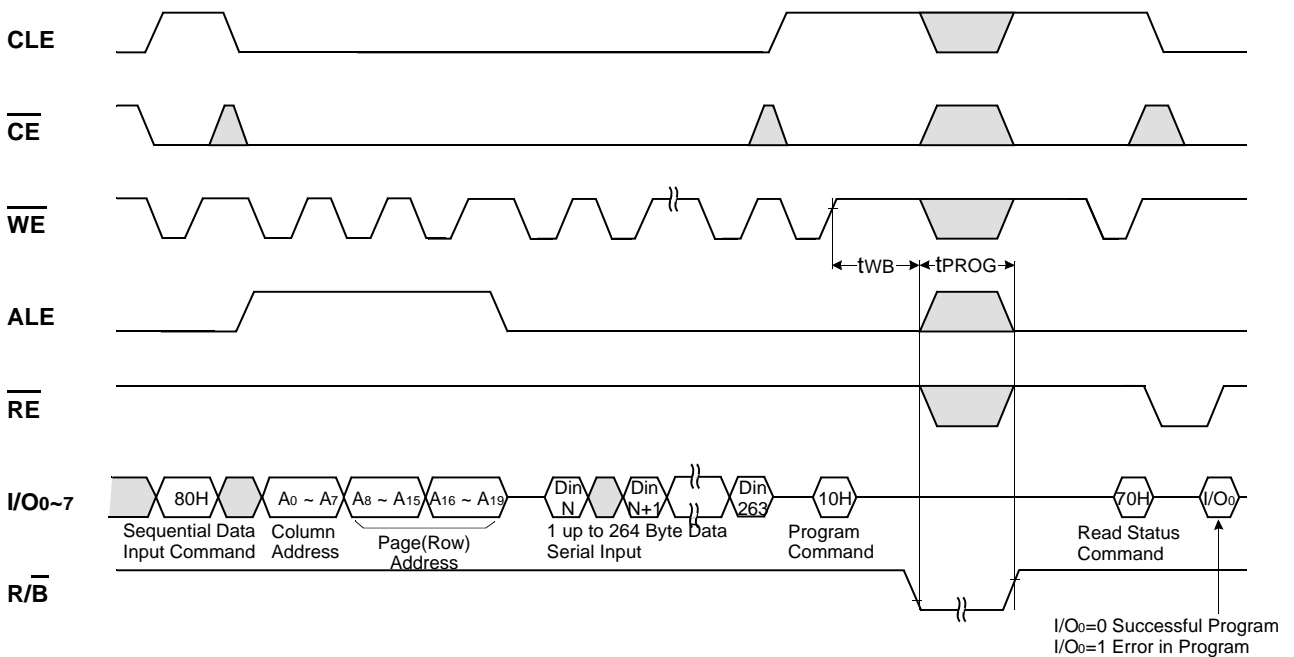 CLE
CE
WE
tWB tPROG
ALE
RE
I/O0~7
80H A0 ~ A7 A8 ~ A15 A16 ~ A19 Din N Din N+1 Din 263 10H 70H I/O0
Sequential Data
Input Command
Column
Address
Page(Row)
Address
1 up to 264 Byte Data
Serial Input
Program
Command
Read Status
Command
R/B
I/O0=0 Successful Program
I/O0=1 Error in Program